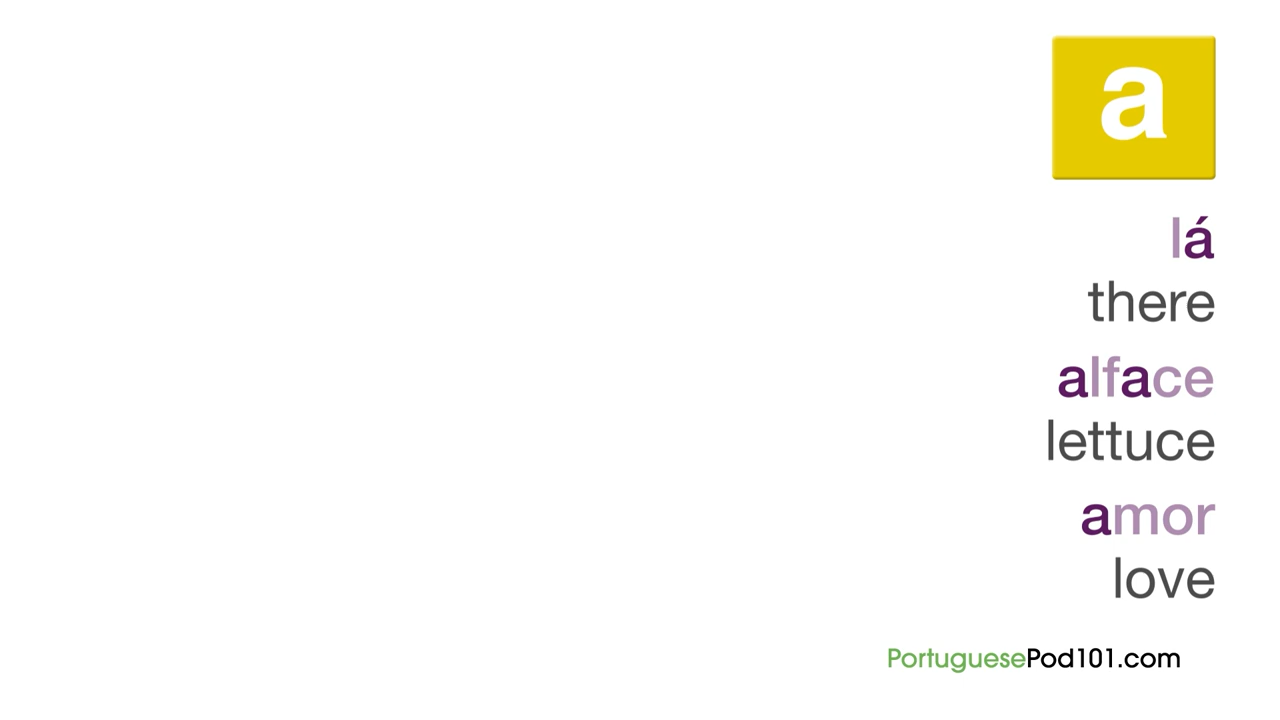 a
lá
there
alface
lettuce
amor
love
PortuguesePod101.com